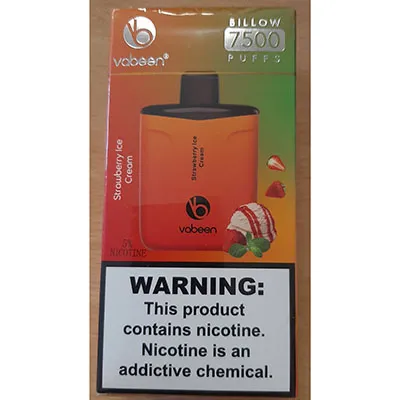 BILLOW
7500
PUFFS
vabeen®
Strawberry Ice
Cream
Strawberry Ice
Cream
vabeen
NICOTINE
WARNING:
This product
contains nicotine.
Nicotine is an
addictive chemical.